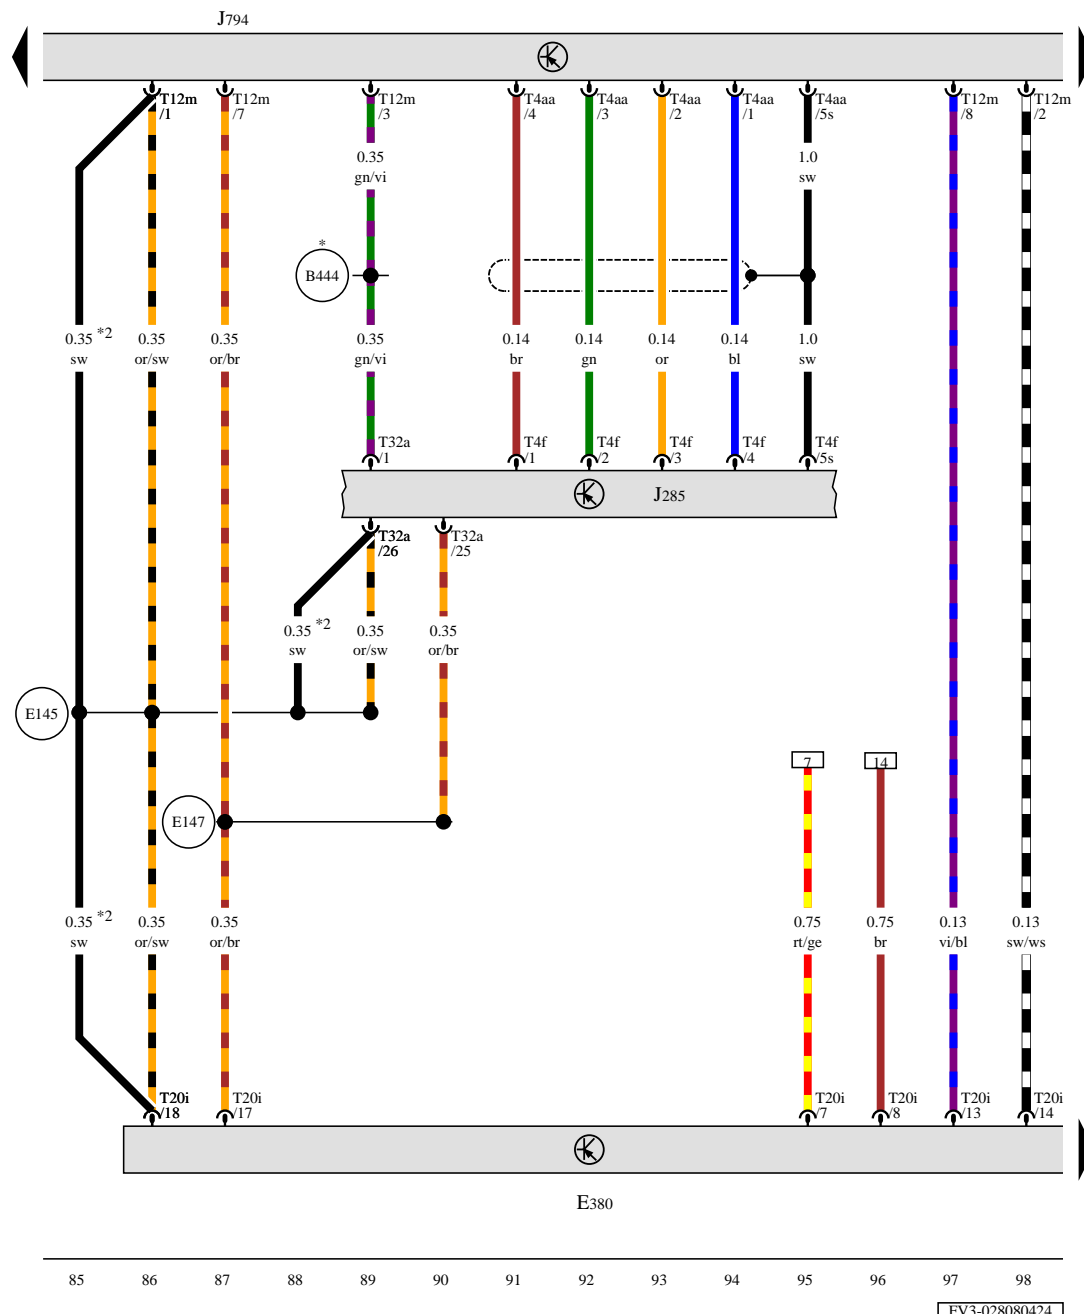 J794
T12m T12m T12m T4aa T4aa T4aa T4aa T4aa T12m T12m
/1 /7 /3 /4 /3 /2 /1 /5s /8 /2
0.35 1.0
gn/vi sw
*
B444
0.35 *2 0.35 0.35 0.35 0.14 0.14 0.14 0.14 1.0
sw or/sw or/br gn/vi br gn or bl sw
T32a T4f T4f T4f T4f T4f
/1 /1 /2 /3 /4 /5s
J285
T32a T32a
/26 /25
0.35 *2 0.35 0.35
sw or/sw or/br
E145
7 14
E147
0.35 *2 0.35 0.35 0.75 0.75 0.13 0.13
sw or/sw or/br rt/ge br vi/bl sw/ws
T20i T20i T20i T20i T20i T20i
/18 /17 /7 /8 /13 /14
E380
85 86 87 88 89 90 91 92 93 94 95 96 97 98
EV3-028080424